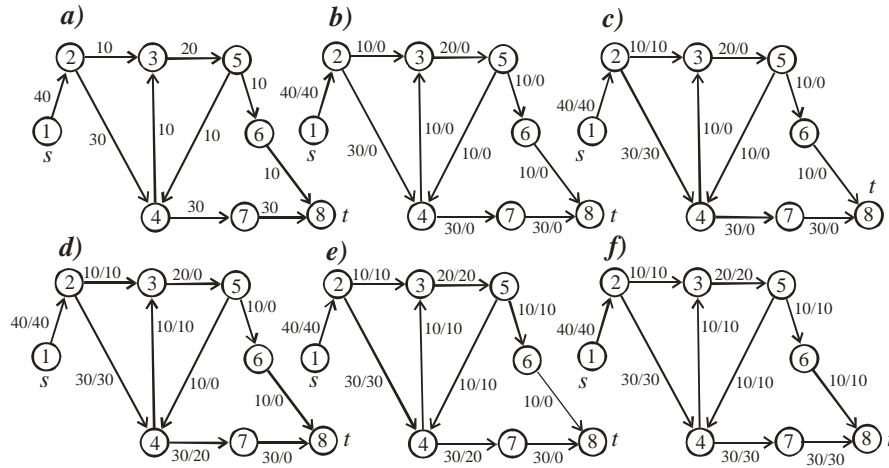 a) b) c)
10 20 10/0 20/0 10/10 20/0
2 3 5 2 3 5 2 3 5
40 10 40/40 10/0 40/40 10/0
1 6 1 6 1 6
s 30 10 10 s 30/0 10/0 10/0 s 30/30 10/0 10/0
10 10/0 10/0 t
4 30 7 30 8 t 4 7 8 t 4 7 8
30/0 30/0 30/0 30/0
d) e) f)
10/10 20/0 10/10 20/20 10/10 20/20
2 3 5 2 3 5 2 3 5
40/40 10/10 10/0 40/40 10/10 10/10 40/40 10/10 10/10
1 6 1 6 1 6
s 30/30 10/0 10/0 s 30/30 10/10 10/0 s 30/30 10/10 10/10
4 7 8 t 4 7 8 t 4 30/30 7 8 t
30/20 30/0 30/20 30/0 30/30